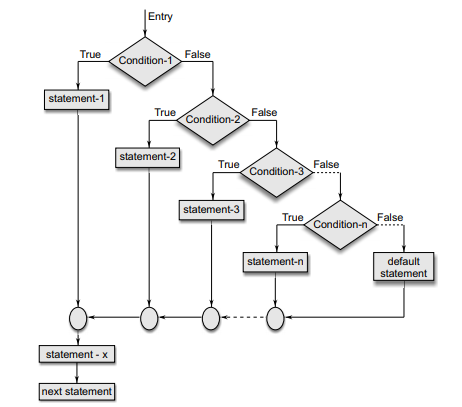 Entry
True
Condition-1
False
statement-1
True
Condition-2
False
statement-2
True
Condition-3
False
statement-3
True
Condition-n
False
statement-n
default
statement
statement - x
next statement